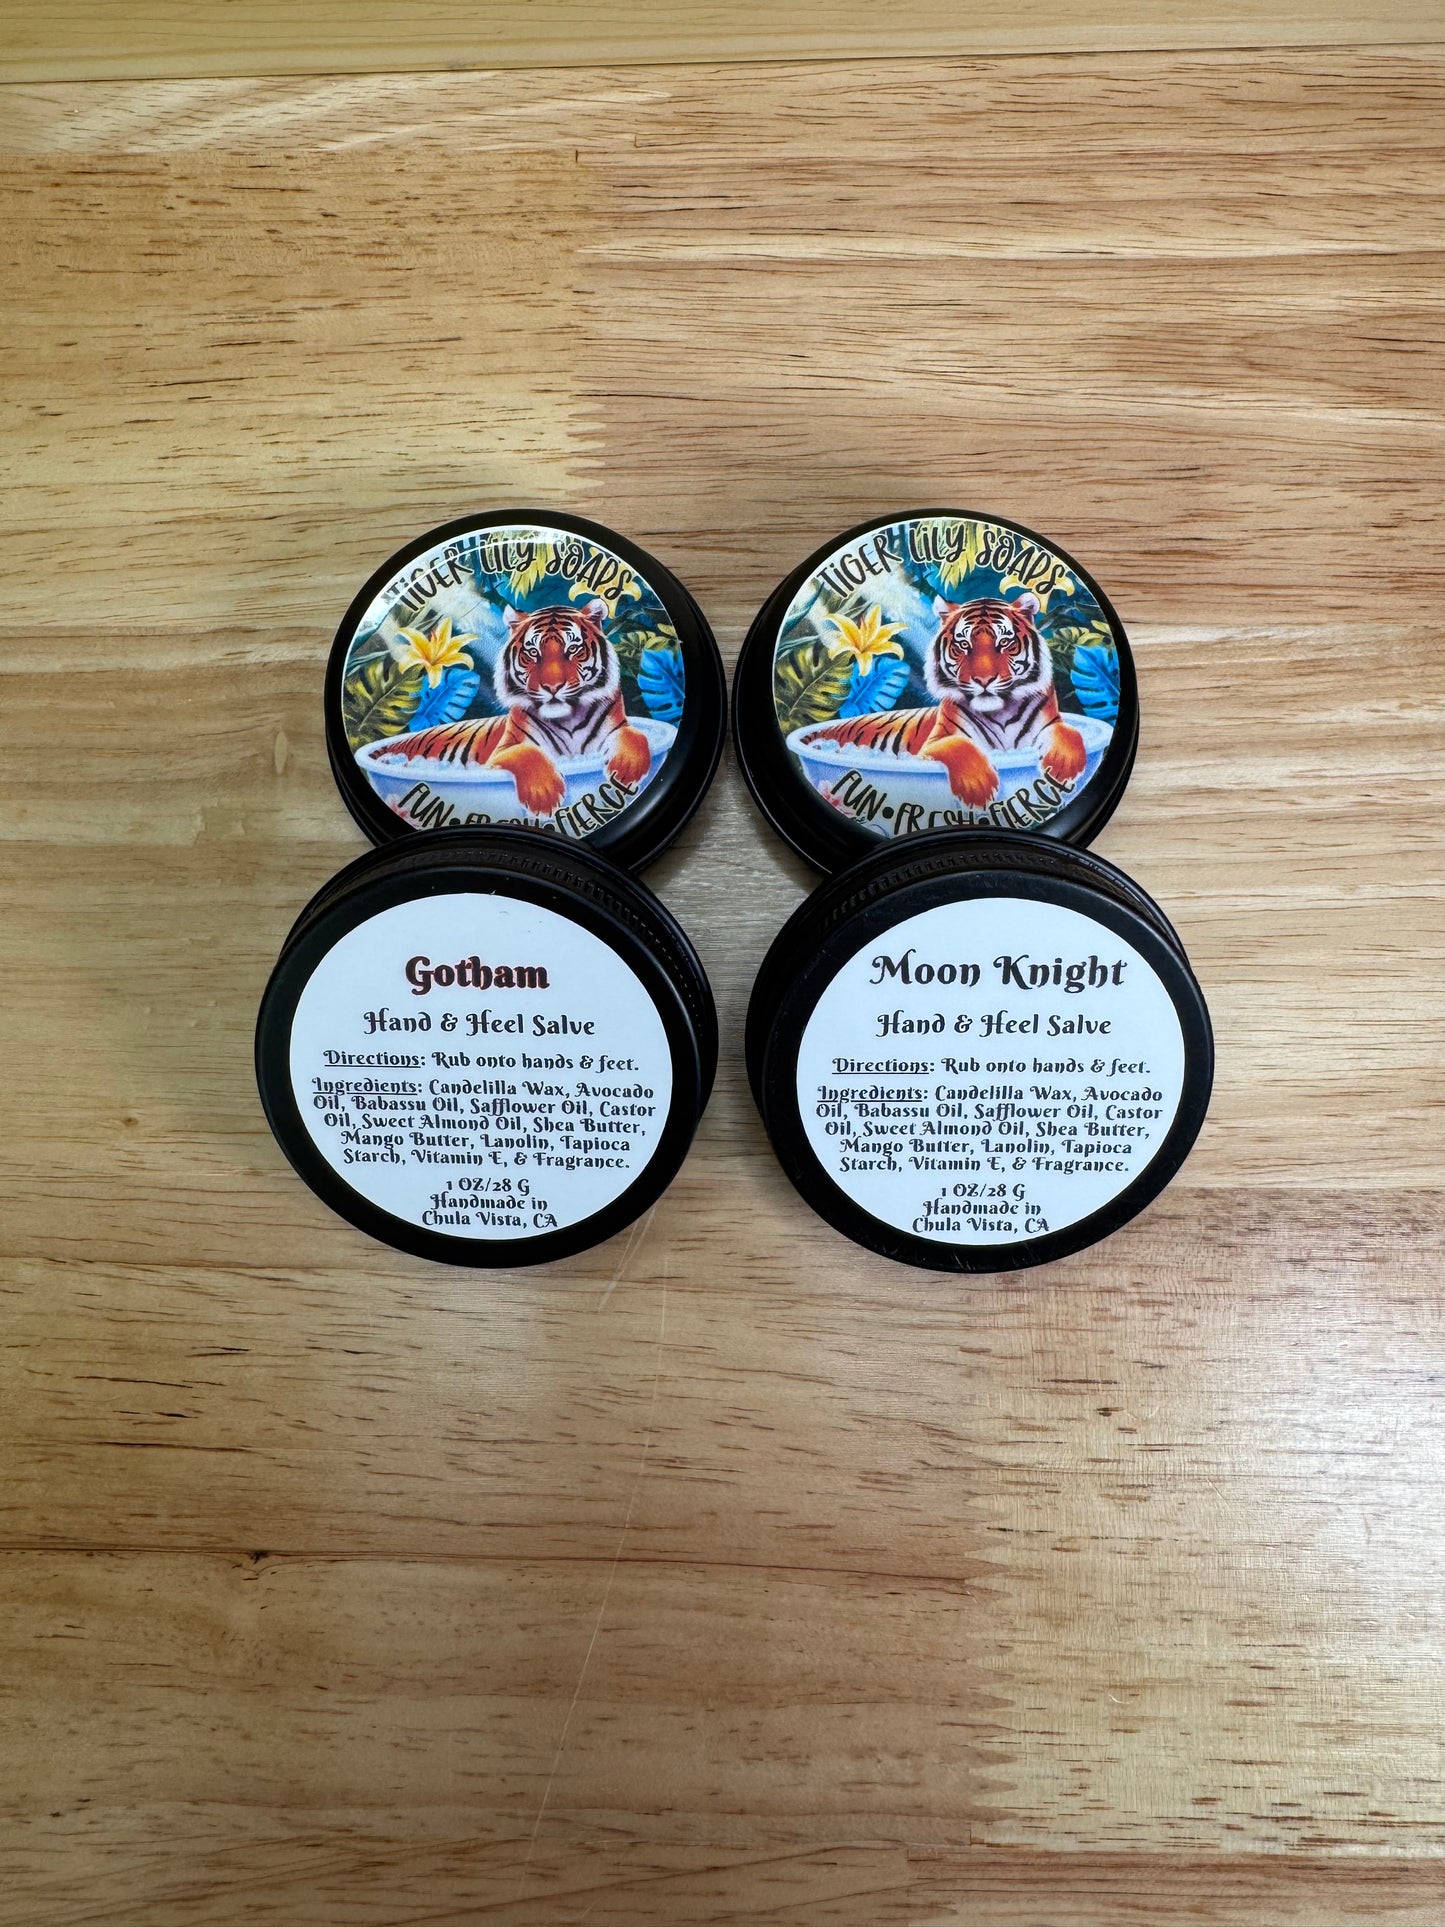 TIGER LILY SOAPS
FUN • FRESH • FIERCE
TIGER LILY SOAPS
FUN • FRESH • FIERCE
Gotham
Hand & Heel Salve
Directions: Rub onto hands & feet.
Ingredients: Candelilla Wax, Avocado
Oil, Babassu Oil, Safflower Oil, Castor
Oil, Sweet Almond Oil, Shea Butter,
Mango Butter, Lanolin, Tapioca
Starch, Vitamin E, & Fragrance.
1 OZ/28 G
Handmade in
Chula Vista, CA
Moon Knight
Hand & Heel Salve
Directions: Rub onto hands & feet.
Ingredients: Candelilla Wax, Avocado
Oil, Babassu Oil, Safflower Oil, Castor
Oil, Sweet Almond Oil, Shea Butter,
Mango Butter, Lanolin, Tapioca
Starch, Vitamin E, & Fragrance.
1 OZ/28 G
Handmade in
Chula Vista, CA